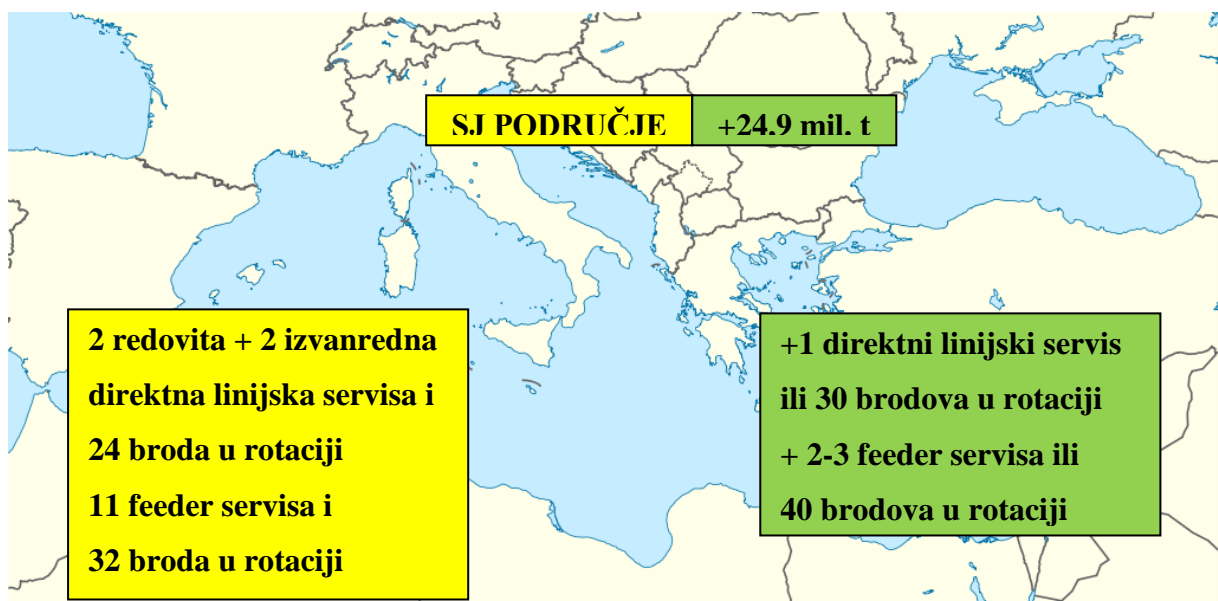 SJ PODRUČJE +24,9 mil. t
2 redovita + 2 izvanredna
direktna linijska servisa i
24 broda u rotaciji
11 feeder servisa i
32 broda u rotaciji
+1 direktni linijski servis
ili 30 brodova u rotaciji
+ 2-3 feeder servisa ili
40 brodova u rotaciji